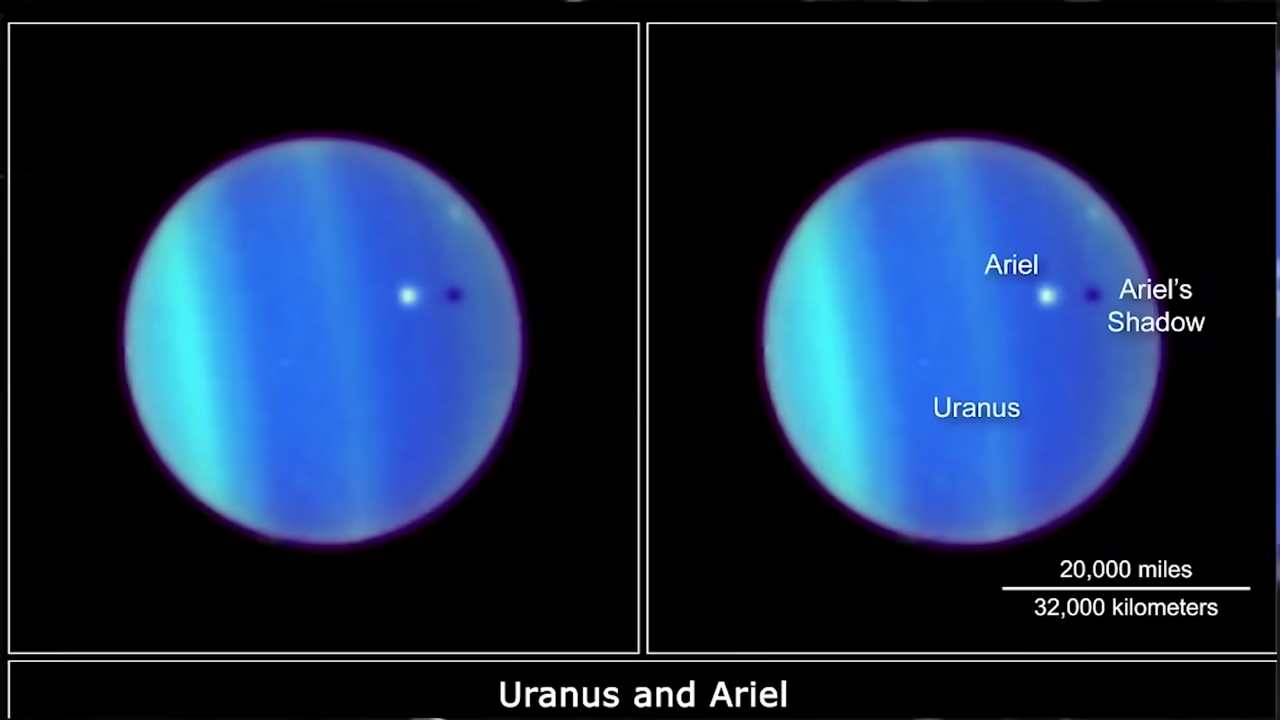 Ariel
Ariel's
Shadow
Uranus
20,000 miles
32,000 kilometers
Uranus and Ariel